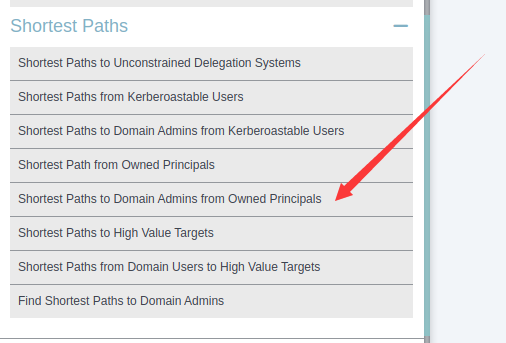 Shortest Paths
Shortest Paths to Unconstrained Delegation Systems
Shortest Paths from Kerberoastable Users
Shortest Paths to Domain Admins from Kerberoastable Users
Shortest Path from Owned Principals
Shortest Paths to Domain Admins from Owned Principals
Shortest Paths to High Value Targets
Shortest Paths from Domain Users to High Value Targets
Find Shortest Paths to Domain Admins